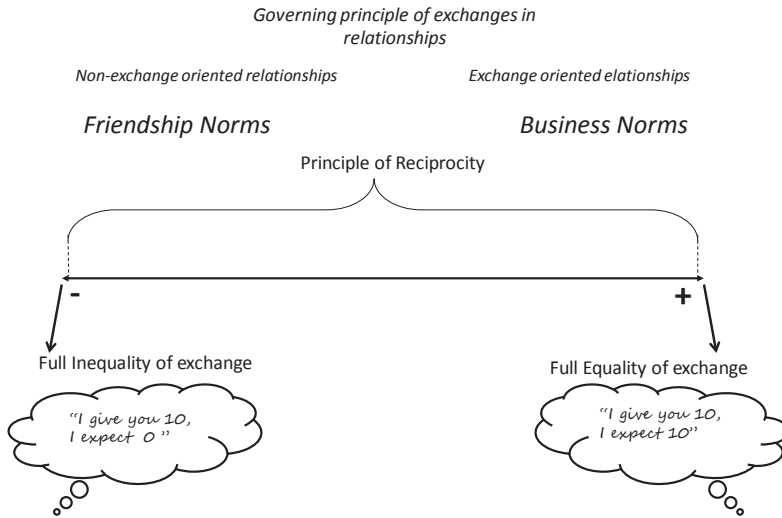 Governing principle of exchanges in
relationships
Non-exchange oriented relationships
Exchange oriented elationships
Friendship Norms
Business Norms
Principle of Reciprocity
-
+
Full Inequality of exchange
Full Equality of exchange
“I give you 10,
I expect 0 ”
“I give you 10,
I expect 10”